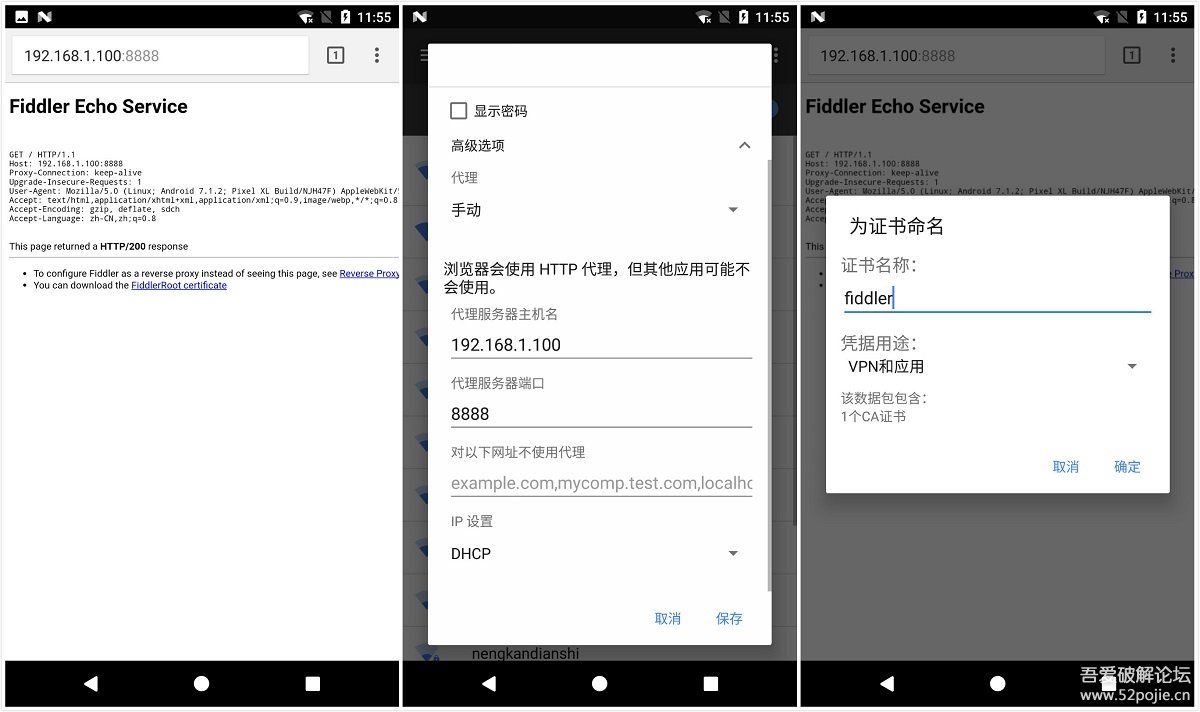 11:55
192.168.1.100:8888
1
Fiddler Echo Service
GET / HTTP/1.1
Host: 192.168.1.100:8888
Proxy-Connection: keep-alive
Upgrade-Insecure-Requests: 1
User-Agent: Mozilla/5.0 (Linux; Android 7.1.2; Pixel XL Build/NJH47F) AppleWebKit/5
Accept: text/html,application/xhtml+xml,application/xml;q=0.9,image/webp,*/*;q=0.8
Accept-Encoding: gzip, deflate, sdch
Accept-Language: zh-CN,zh;q=0.8
This page returned a HTTP/200 response
• To configure Fiddler as a reverse proxy instead of seeing this page, see Reverse Proxy
• You can download the FiddlerRoot certificate
11:55
显示密码
高级选项
代理
手动
浏览器会使用 HTTP 代理，但其他应用可能不
会使用。
代理服务器主机名
192.168.1.100
代理服务器端口
8888
对以下网址不使用代理
example.com,mycomp.test.com,localhc
IP 设置
DHCP
取消
保存
nengkandianshi
11:55
192.168.1.100:8888
1
Fiddler Echo Service
GET / HTTP/1.1
Host: 192.168.1.100:8888
Proxy-Connection: keep-alive
Upgrade-Insecure-Requests: 1
User-Agent: Mozilla/5.0 (Linux; Android 7.1.2; Pixel XL Build/NJH47F) AppleWebKit/
This
Prox
为证书命名
证书名称：
fiddler
凭据用途：
VPN和应用
该数据包包含：
1个CA证书
取消
确定
吾爱破解论坛
www.52pojie.cn